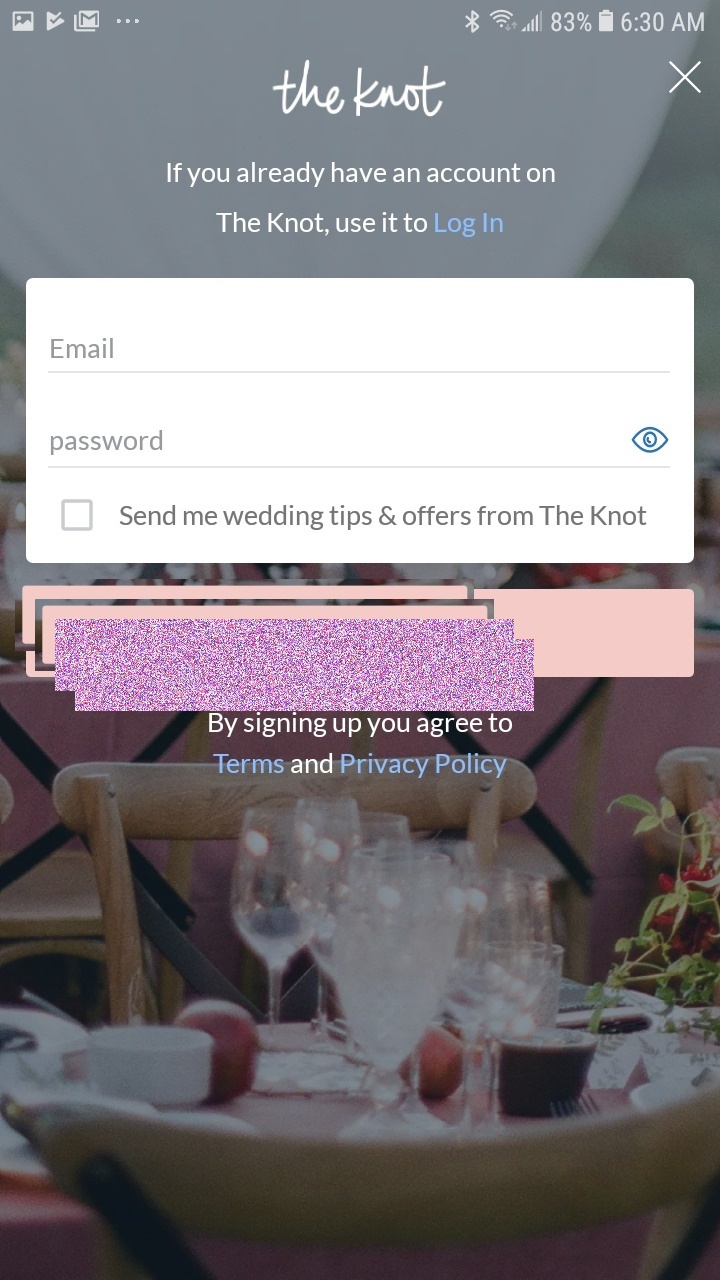 83% 6:30 AM
the knot
If you already have an account on
The Knot, use it to Log In
Email
password
Send me wedding tips & offers from The Knot
By signing up you agree to
Terms and Privacy Policy